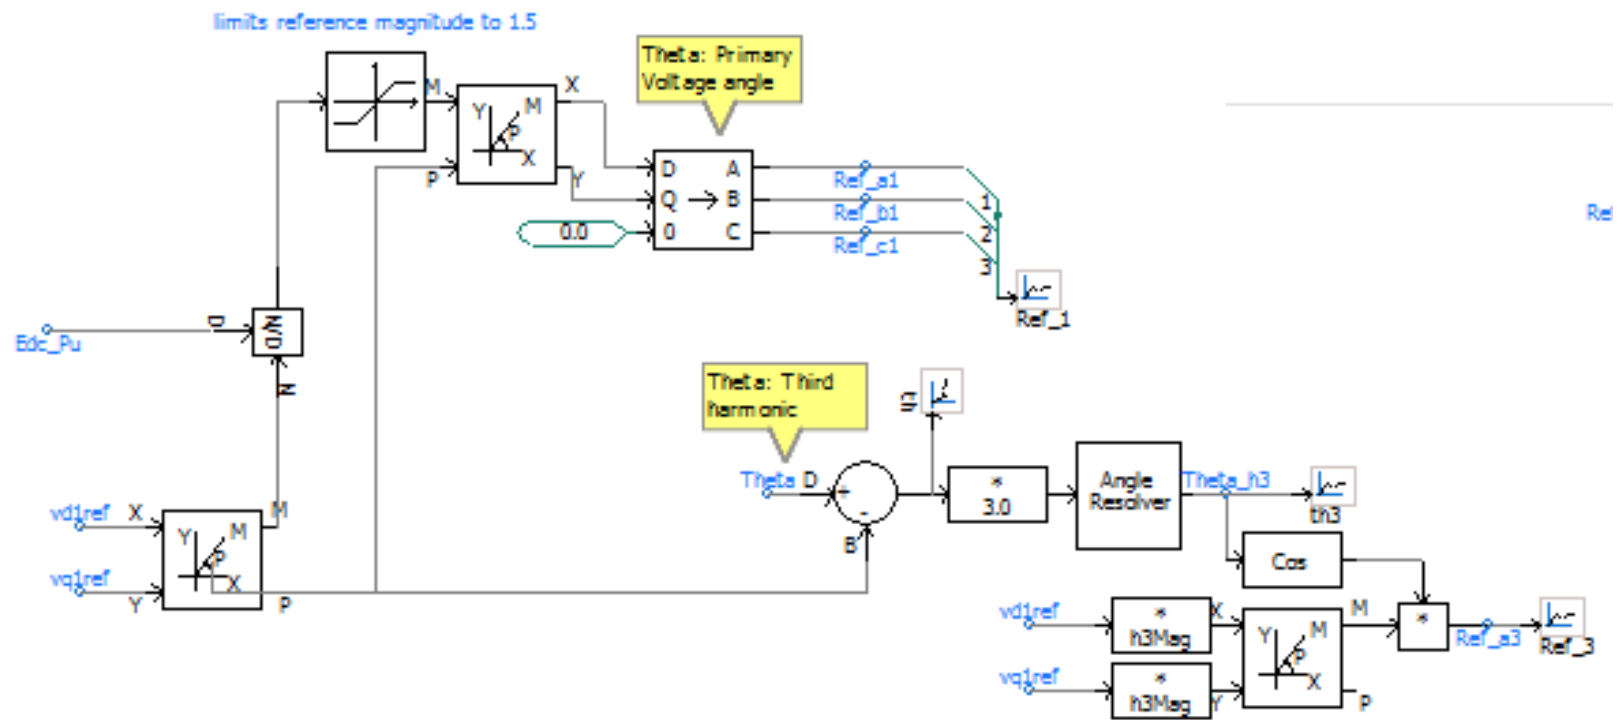 limits reference magnitude to 1.5
Theta: Primary
Voltage angle
M
X
Y
M
P
X
P
Y
D
A
Ref_a1
Q
B
Ref_b1
0.0
0
C
Ref_c1
1
2
3
Ref_1
Re
Edc_Pu
D
N/D
N
Theta: Third
harmonic
th
Theta
D
+
-
B
*
3.0
Angle
Resolver
Theta_h3
th3
Cos
vd1ref
X
M
Y
M
P
X
vq1ref
Y
P
vd1ref
*
h3Mag
X
Y
M
P
X
M
*
Ref_a3
Ref_3
vq1ref
*
h3Mag
Y
P